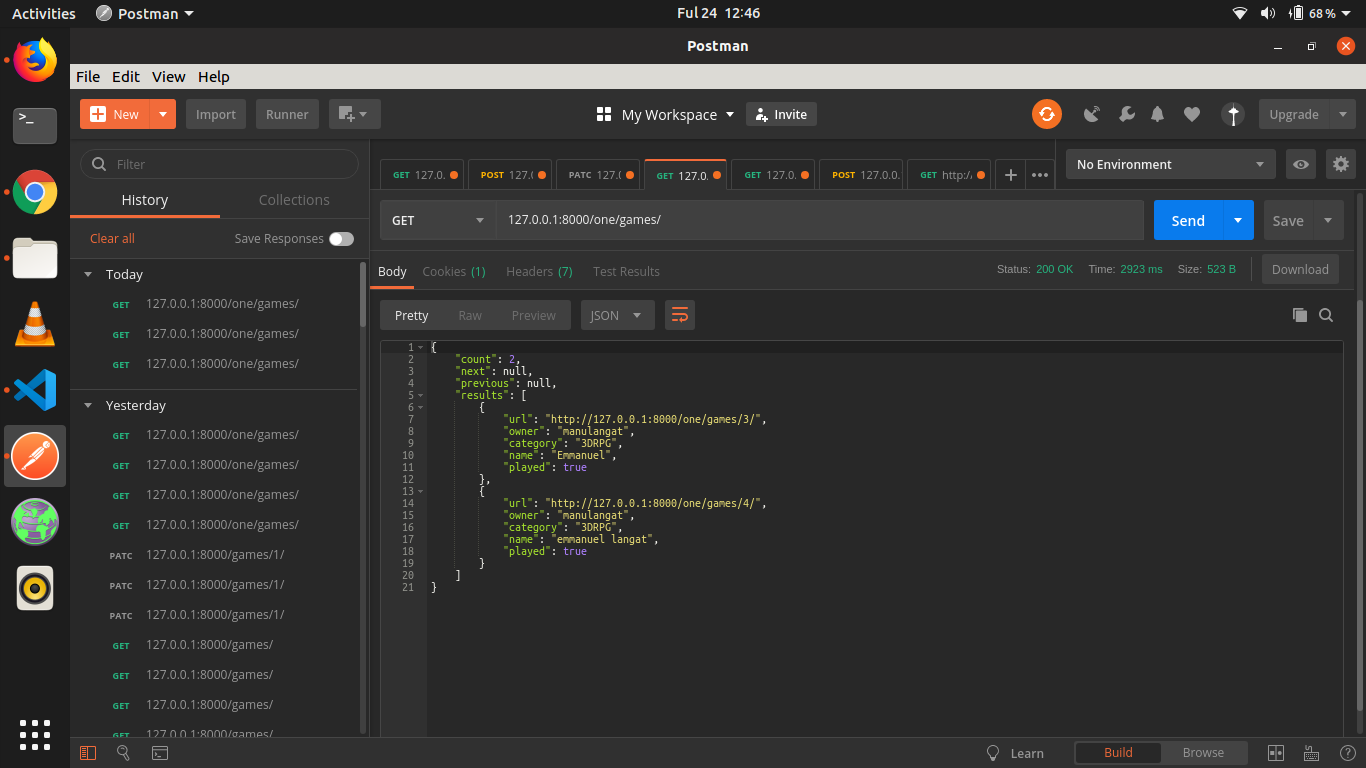 Activities Postman Ful 24 12:46 68 %
Postman
File Edit View Help
New Import Runner My Workspace Invite Upgrade
Filter
History Collections
Clear all Save Responses
Today
GET 127.0.0.1:8000/one/games/
GET 127.0.0.1:8000/one/games/
GET 127.0.0.1:8000/one/games/
Yesterday
GET 127.0.0.1:8000/one/games/
GET 127.0.0.1:8000/one/games/
GET 127.0.0.1:8000/one/games/
GET 127.0.0.1:8000/one/games/
PATC 127.0.0.1:8000/games/1/
PATC 127.0.0.1:8000/games/1/
PATC 127.0.0.1:8000/games/1/
GET 127.0.0.1:8000/games/
GET 127.0.0.1:8000/games/
GET 127.0.0.1:8000/games/
GET 127.0.0.1:8000/games/
GET 127.0. POST 127.( PATC 127.( GET 127.0. GET 127.0. POST 127.0.0. GET http:/ + ••• No Environment
GET 127.0.0.1:8000/one/games/ Send Save
Body Cookies (1) Headers (7) Test Results Status: 200 OK Time: 2923 ms Size: 523 B Download
Pretty Raw Preview JSON
1 {
2 "count": 2,
3 "next": null,
4 "previous": null,
5 "results": [
6 {
7 "url": "http://127.0.0.1:8000/one/games/3/",
8 "owner": "manulangat",
9 "category": "3DRPG",
10 "name": "Emmanuel",
11 "played": true
12 },
13 {
14 "url": "http://127.0.0.1:8000/one/games/4/",
15 "owner": "manulangat",
16 "category": "3DRPG",
17 "name": "emmanuel langat",
18 "played": true
19 }
20 ]
21 }
Learn Build Browse